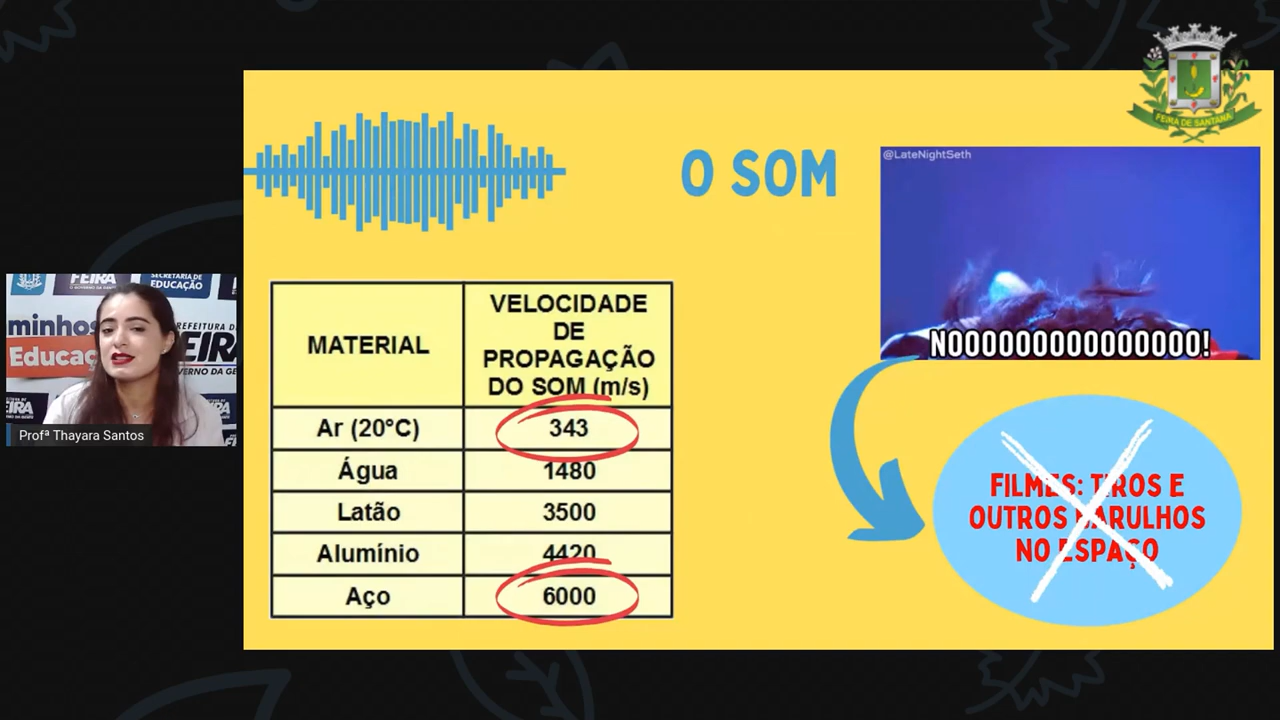 FEIRA DE SANTANA
@LateNightSeth
O SOM
NOOOOOOOOOOOOOOO!
MATERIAL
VELOCIDADE
DE
PROPAGAÇÃO
DO SOM (m/s)
Ar (20°C)
343
Água
1480
Latão
3500
Alumínio
4420
Aço
6000
FILMES: TIROS E
OUTROS BARULHOS
NO ESPAÇO
FEIRA
SECRETARIA DE
EDUCAÇÃO
minhos
Educaç
PREFEITURA D
EIR
Profª Thayara Santos